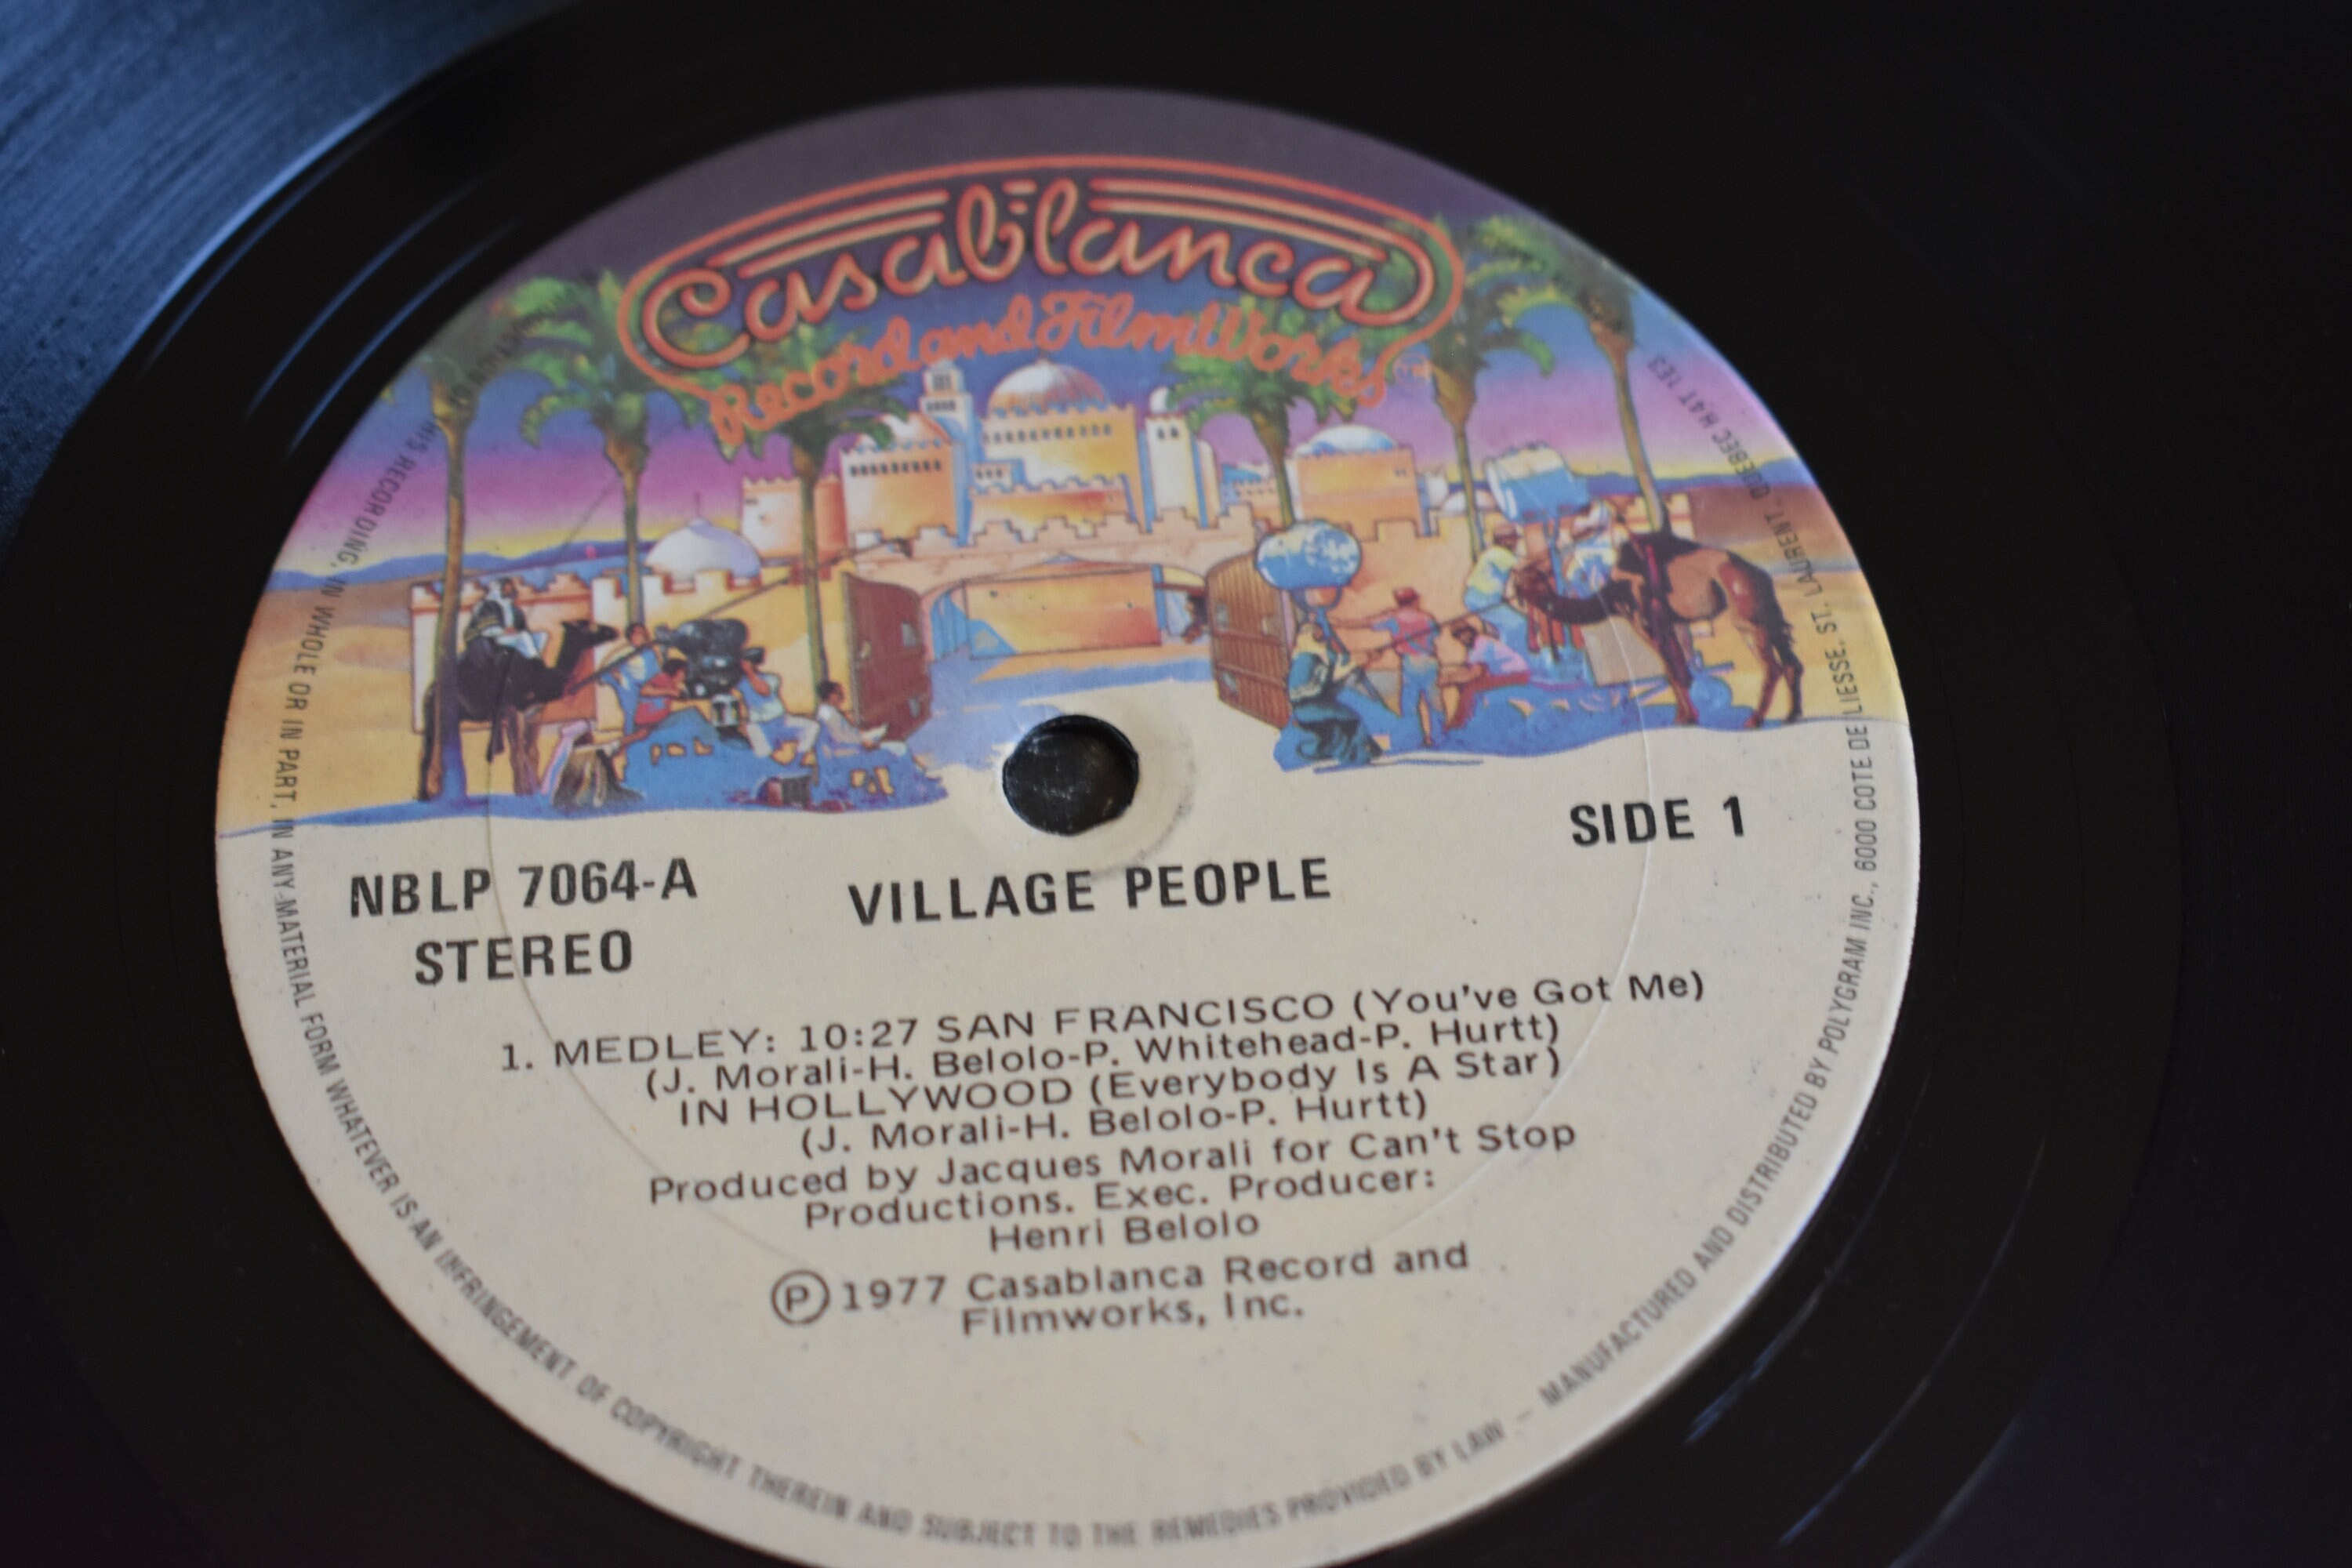 Casablanca
Record and FilmWorks
NBLP 7064-A
STEREO
VILLAGE PEOPLE
SIDE 1
1. MEDLEY: 10:27 SAN FRANCISCO (You've Got Me)
(J. Morali-H. Belolo-P. Whitehead-P. Hurtt)
IN HOLLYWOOD (Everybody Is A Star)
(J. Morali-H. Belolo-P. Hurtt)
Produced by Jacques Morali for Can't Stop
Productions. Exec. Producer:
Henri Belolo
Ⓟ 1977 Casablanca Record and
Filmworks, Inc.
THIS RECORDING, IN WHOLE OR IN PART, IN ANY MATERIAL FORM WHATEVER IS AN INFRINGEMENT OF COPYRIGHT THEREIN AND SUBJECT TO THE REMEDIES PROVIDED BY LAW — MANUFACTURED AND DISTRIBUTED BY POLYGRAM INC., 6000 COTE DE LIESSE, ST. LAURENT, QUEBEC H4T 1E3